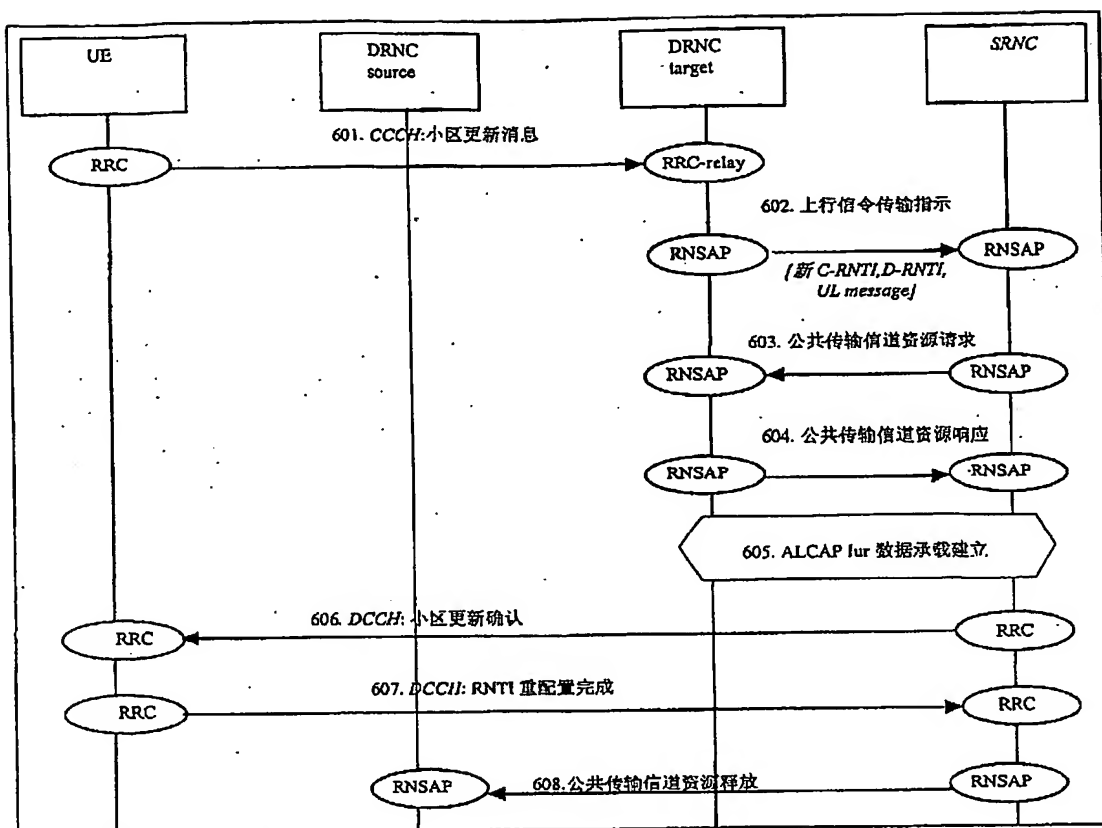 UE
DRNC
source
DRNC
target
SRNC
601. CCCH:小区更新消息
RRC
RRC-relay
602. 上行信令传输指示
RNSAP
RNSAP
{新 C-RNTI,D-RNTI,
UL message}
603. 公共传输信道资源请求
RNSAP
RNSAP
604. 公共传输信道资源响应
RNSAP
RNSAP
605. ALCAP Iur 数据承载建立
606. DCCH: 小区更新确认
RRC
RRC
607. DCCH: RNTI 重配置完成
RRC
RRC
608.公共传输信道资源释放
RNSAP
RNSAP